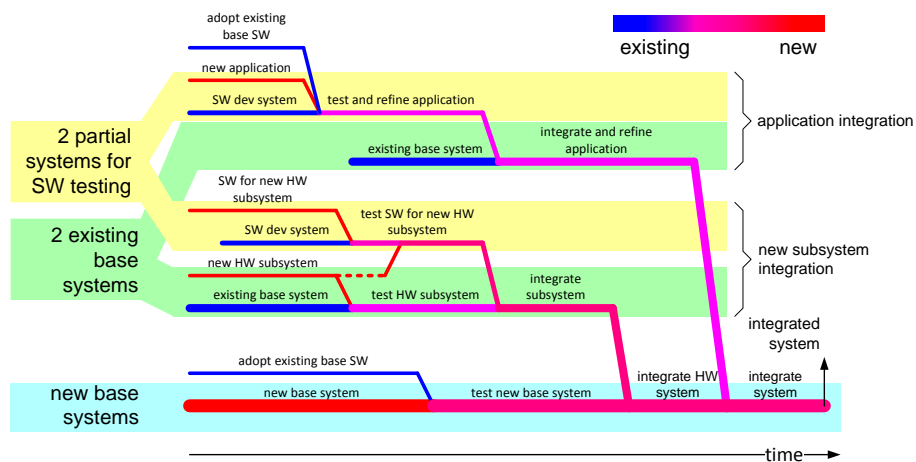 adopt existing
base SW
existing
new
new application
SW dev system
test and refine application
application integration
2 partial
systems for
SW testing
integrate and refine
application
existing base system
SW for new HW
subsystem
test SW for new HW
subsystem
SW dev system
2 existing
base
systems
new HW subsystem
new subsystem
integration
integrate
subsystem
existing base system
test HW subsystem
integrated
system
adopt existing base SW
integrate HW
system
integrate
system
new base
systems
new base system
test new base system
time